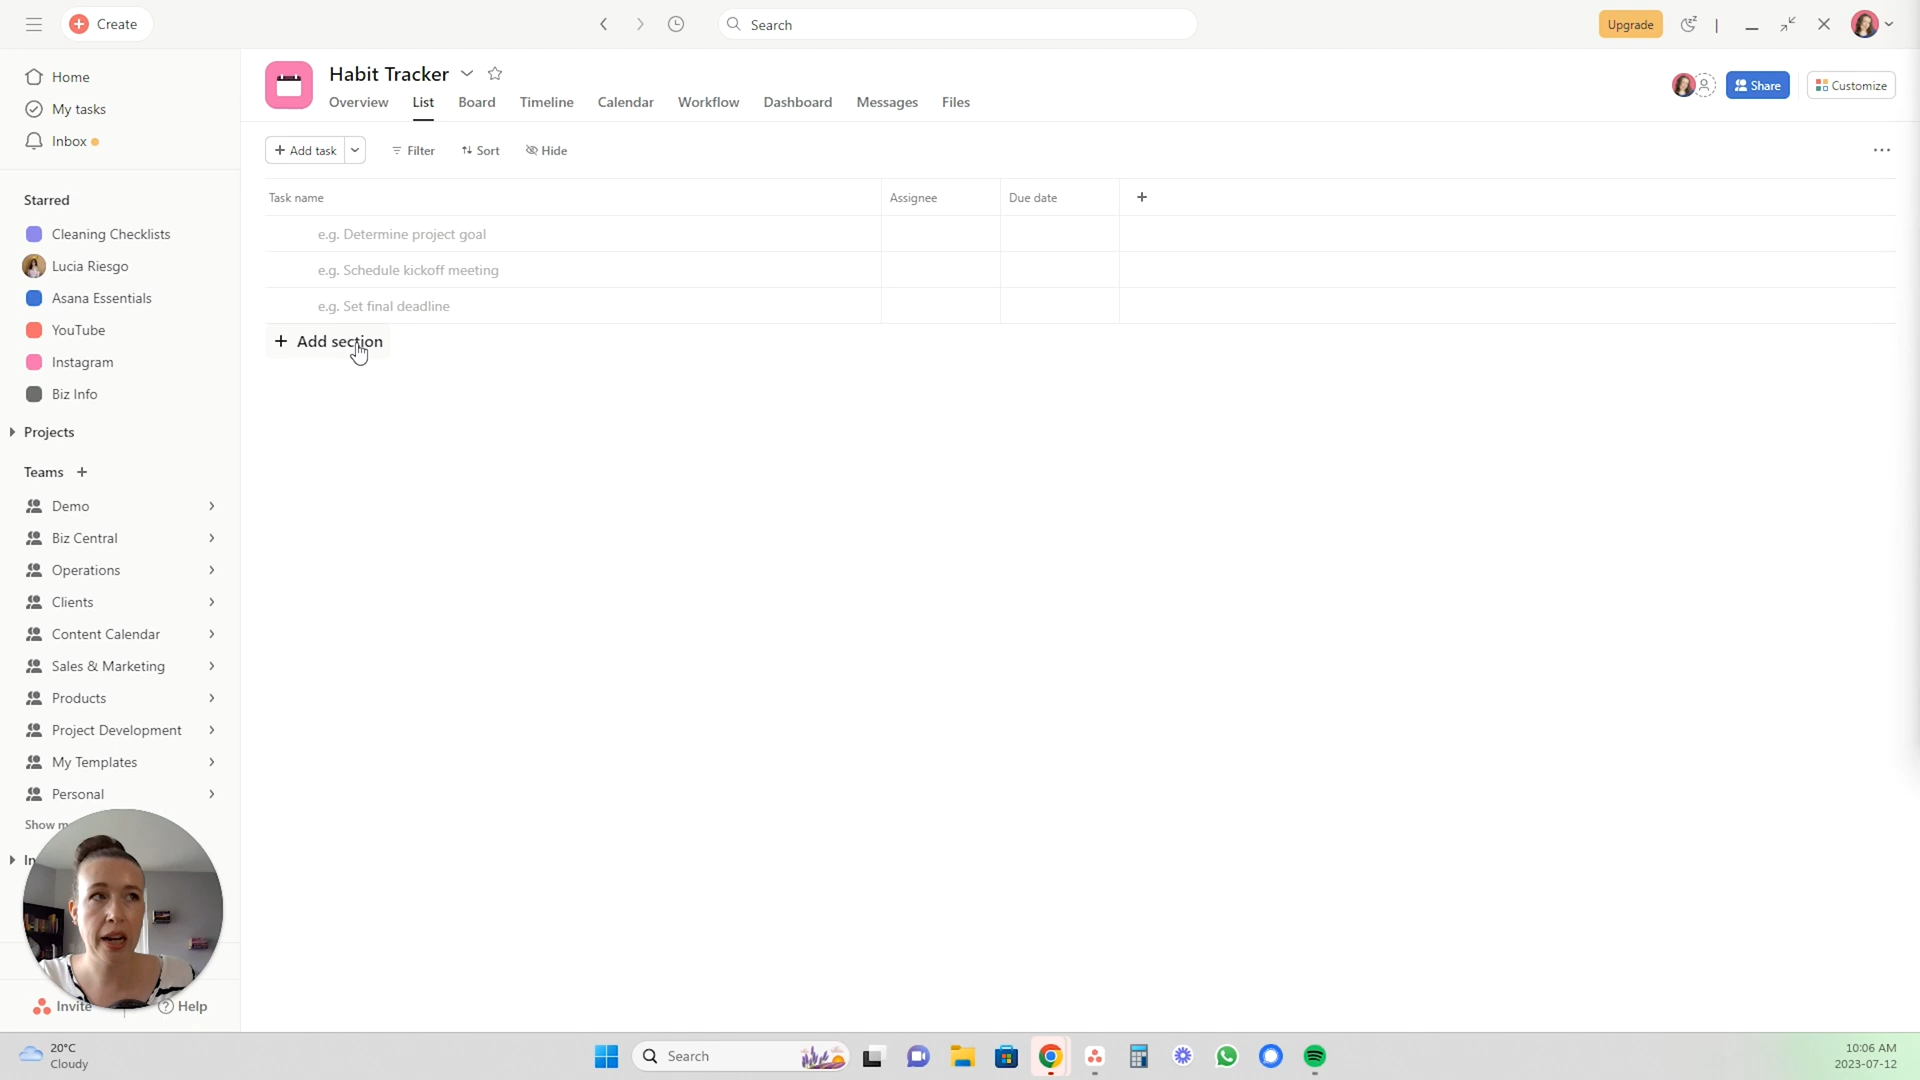 Create
Search
Upgrade
Home
My tasks
Inbox
Starred
Cleaning Checklists
Lucia Riesgo
Asana Essentials
YouTube
Instagram
Biz Info
Projects
Teams +
Demo
Biz Central
Operations
Clients
Content Calendar
Sales & Marketing
Products
Project Development
My Templates
Personal
Show
Invite
Help
Habit Tracker
Overview List Board Timeline Calendar Workflow Dashboard Messages Files
Share
Customize
+ Add task
Filter
Sort
Hide
Task name Assignee Due date +
e.g. Determine project goal
e.g. Schedule kickoff meeting
e.g. Set final deadline
+ Add section
20°C
Cloudy
Search
10:06 AM
2023-07-12